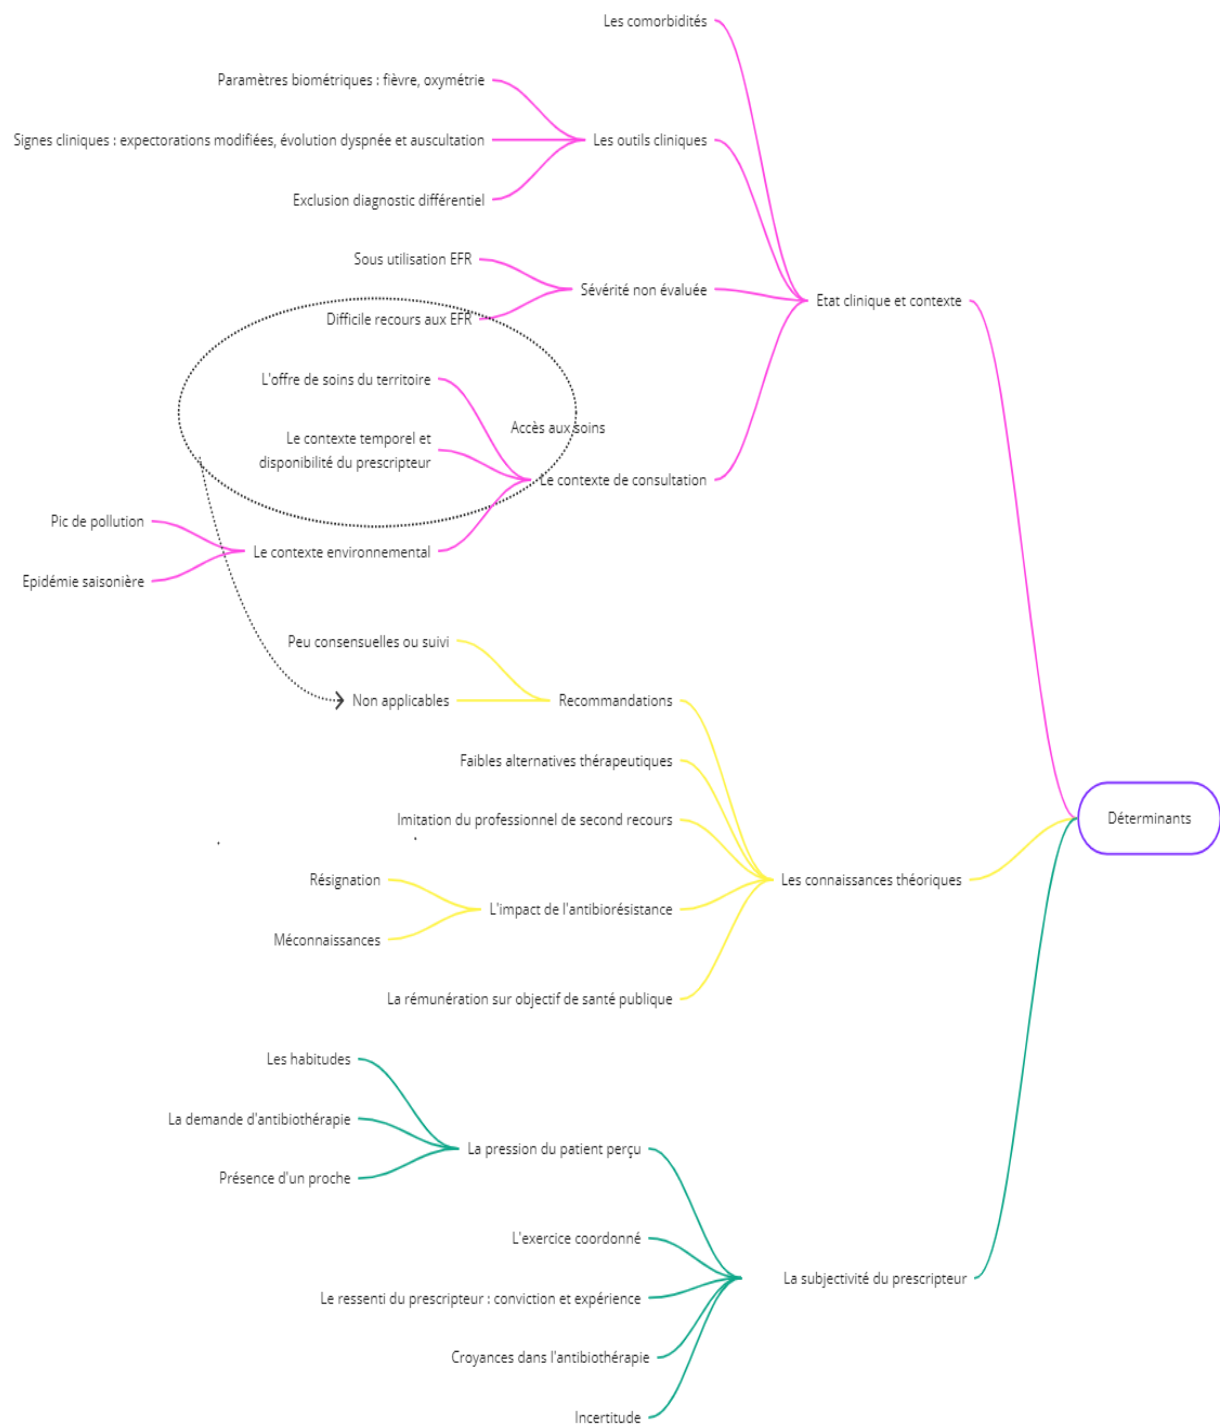 Les comorbidités
Paramètres biométriques : fièvre, oxymétrie
Signes cliniques : expectorations modifiées, évolution dyspnée et auscultation
Les outils cliniques
Exclusion diagnostic différentiel
Sous utilisation EFR
Sévérité non évaluée
Etat clinique et contexte
Difficile recours aux EFR
L'offre de soins du territoire
Accès aux soins
Le contexte temporel et
disponibilité du prescripteur
Le contexte de consultation
Pic de pollution
Le contexte environnemental
Epidémie saisonière
Peu consensuelles ou suivi
Non applicables
Recommandations
Faibles alternatives thérapeutiques
Déterminants
Imitation du professionnel de second recours
Résignation
Les connaissances théoriques
L'impact de l'antibiorésistance
Méconnaissances
La rémunération sur objectif de santé publique
Les habitudes
La demande d'antibiothérapie
La pression du patient perçu
Présence d'un proche
L'exercice coordonné
La subjectivité du prescripteur
Le ressenti du prescripteur : conviction et expérience
Croyances dans l'antibiothérapie
Incertitude